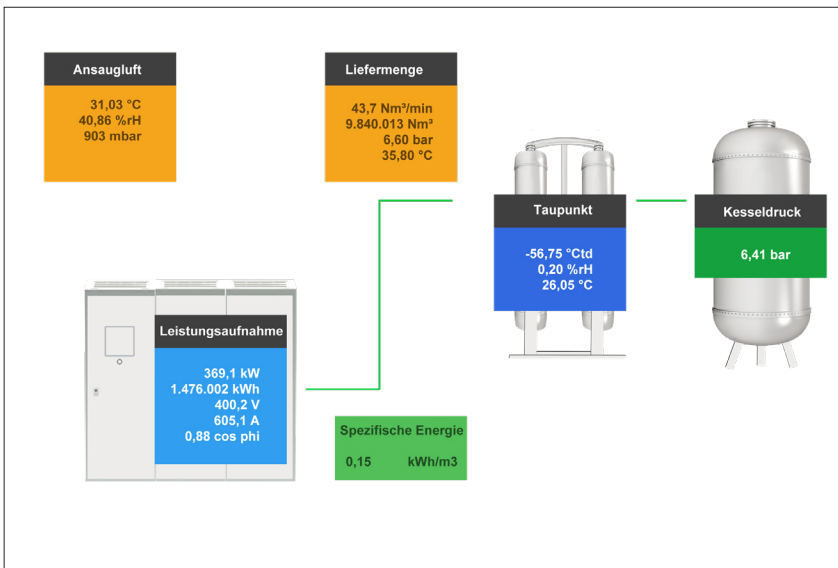 Ansaugluft
31,03 °C
40,86 %rH
903 mbar
Liefermenge
43,7 Nm³/min
9.840.013 Nm³
6,60 bar
35,80 °C
Taupunkt
-56,75 °Ctd
0,20 %rH
26,05 °C
Kesseldruck
6,41 bar
Leistungsaufnahme
369,1 kW
1.476.002 kWh
400,2 V
605,1 A
0,88 cos phi
Spezifische Energie
0,15 kWh/m3